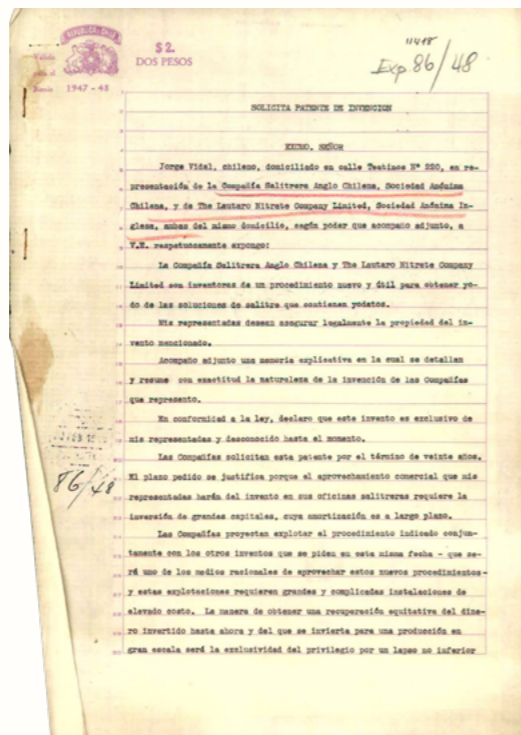 REPUBLICA CHILE
Válido
para el
Bienio 1947 - 48
$ 2.
DOS PESOS
11418
Exp. 86/48
SOLICITA PATENTE DE INVENCION
EXCMO. SEÑOR
Jorge Vidal, chileno, domiciliado en calle Teatinos Nº 220, en re-
presentación de la Compañía Salitrera Anglo Chilena, Sociedad Anónima
Chilena, y de The Lautaro Nitrate Company Limited, Sociedad Anónima In-
glesa, ambas del mismo domicilio, según poder que acompaño adjunto, a
V.E. respetuosamente expongo:
La Compañía Salitrera Anglo Chilena y The Lautaro Nitrate Company
Limited son inventores de un procedimiento nuevo y útil para obtener yo-
do de las soluciones de salitre que contienen yodatos.
Mis representadas desean asegurar legalmente la propiedad del in-
vento mencionado.
Acompaño adjunto una memoria explicativa en la cual se detallan
y resume con exactitud la naturaleza de la invención de las Compañías
que represento.
En conformidad a la ley, declaro que este invento es exclusivo de
mis representadas y desconocido hasta el momento.
86/48
Las Compañías solicitan esta patente por el término de veinte años.
El plazo pedido se justifica porque el aprovechamiento comercial que mis
representadas harán del invento en sus oficinas salitreras requiere la
inversión de grandes capitales, cuya amortización es a largo plazo.
Las Compañías proyectan explotar el procedimiento indicado conjun-
tamente con los otros inventos que se piden en esta misma fecha - que se-
rá uno de los medios racionales de aprovechar estos nuevos procedimientos-
y estas explotaciones requieren grandes y complicadas instalaciones de
elevado costo. La manera de obtener una recuperación equitativa del dine-
ro invertido hasta ahora y del que se invierta para una producción en
gran escala será la exclusividad del privilegio por un lapso no inferior